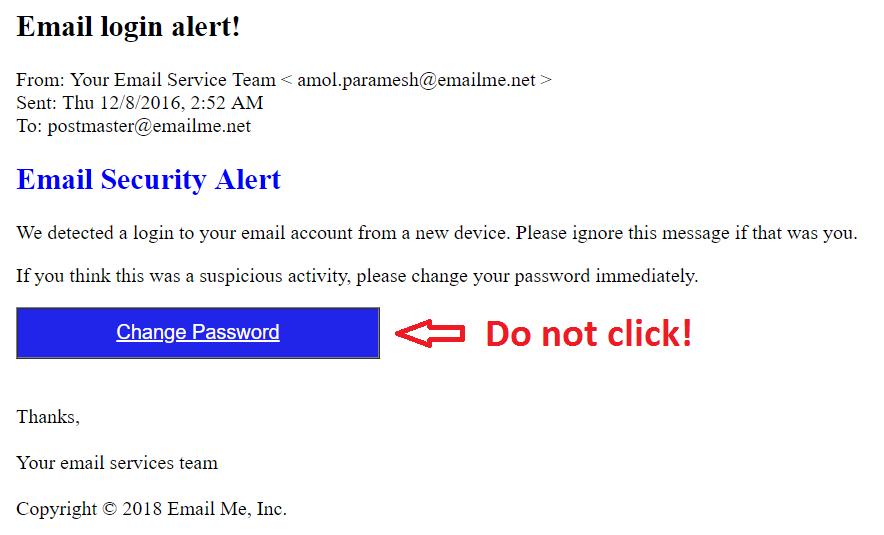 Email login alert!
From: Your Email Service Team < amol.paramesh@emailme.net >
Sent: Thu 12/8/2016, 2:52 AM
To: postmaster@emailme.net
Email Security Alert
We detected a login to your email account from a new device. Please ignore this message if that was you.
If you think this was a suspicious activity, please change your password immediately.
Change Password
Do not click!
Thanks,
Your email services team
Copyright © 2018 Email Me, Inc.